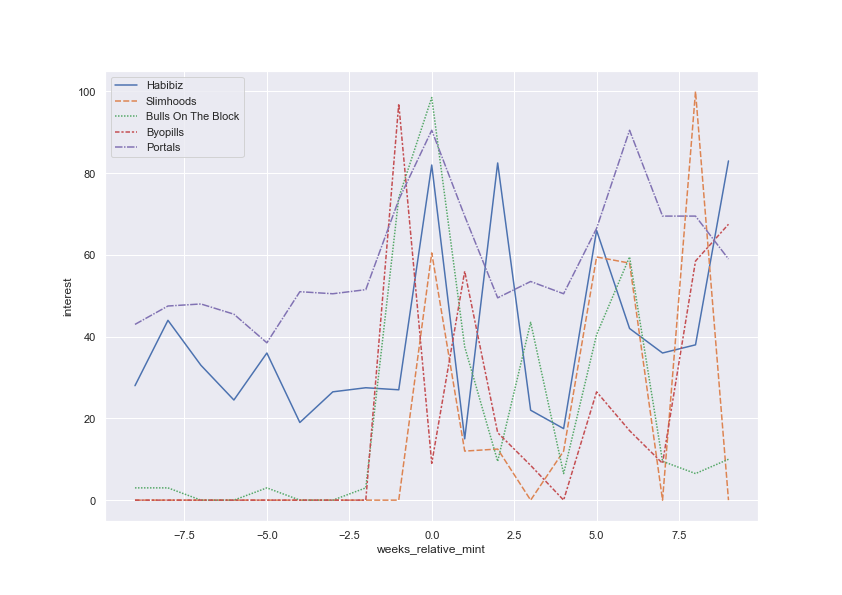 Habibiz
Slimhoods
Bulls On The Block
Byopills
Portals
100
80
60
40
20
0
interest
−7.5 −5.0 −2.5 0.0 2.5 5.0 7.5
weeks_relative_mint